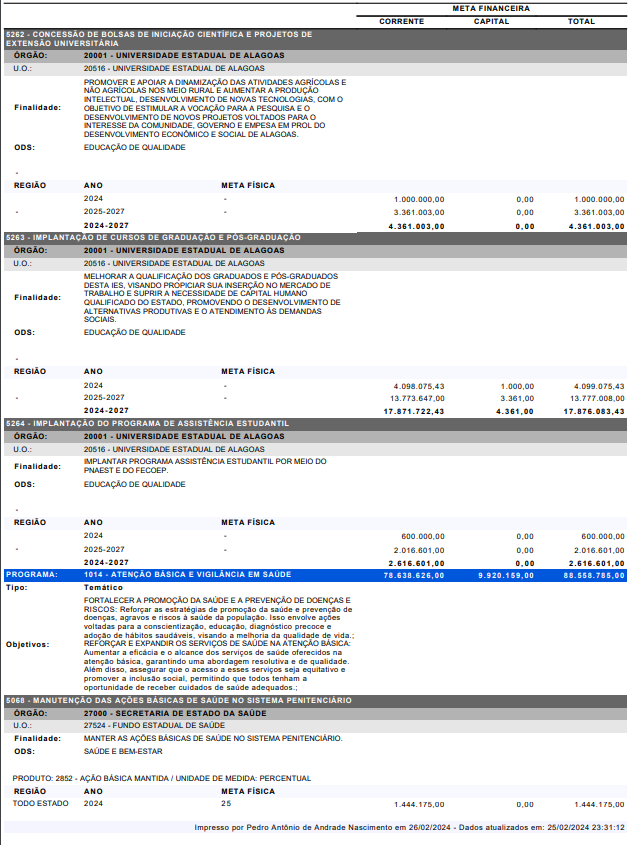 META FINANCEIRA
CORRENTE CAPITAL TOTAL
5262 - CONCESSÃO DE BOLSAS DE INICIAÇÃO CIENTÍFICA E PROJETOS DE
EXTENSÃO UNIVERSITÁRIA
ÓRGÃO: 20001 - UNIVERSIDADE ESTADUAL DE ALAGOAS
U.O.: 20516 - UNIVERSIDADE ESTADUAL DE ALAGOAS
PROMOVER E APOIAR A DINAMIZAÇÃO DAS ATIVIDADES AGRÍCOLAS E
NÃO AGRÍCOLAS NOS MEIO RURAL E AUMENTAR A PRODUÇÃO
INTELECTUAL, DESENVOLVIMENTO DE NOVAS TECNOLOGIAS, COM O
Finalidade: OBJETIVO DE ESTIMULAR A VOCAÇÃO PARA A PESQUISA E O
DESENVOLVIMENTO DE NOVOS PROJETOS VOLTADOS PARA O
INTERESSE DA COMUNIDADE, GOVERNO E EMPESA EM PROL DO
DESENVOLVIMENTO ECONÔMICO E SOCIAL DE ALAGOAS.
ODS: EDUCAÇÃO DE QUALIDADE
-
REGIÃO ANO META FÍSICA
2024 - 1.000.000,00 0,00 1.000.000,00
- 2025-2027 - 3.361.003,00 0,00 3.361.003,00
2024-2027 4.361.003,00 0,00 4.361.003,00
5263 - IMPLANTAÇÃO DE CURSOS DE GRADUAÇÃO E PÓS-GRADUAÇÃO
ÓRGÃO: 20001 - UNIVERSIDADE ESTADUAL DE ALAGOAS
U.O.: 20516 - UNIVERSIDADE ESTADUAL DE ALAGOAS
MELHORAR A QUALIFICAÇÃO DOS GRADUADOS E PÓS-GRADUADOS
DESTA IES, VISANDO PROPICIAR SUA INSERÇÃO NO MERCADO DE
Finalidade: TRABALHO E SUPRIR A NECESSIDADE DE CAPITAL HUMANO
QUALIFICADO DO ESTADO, PROMOVENDO O DESENVOLVIMENTO DE
ALTERNATIVAS PRODUTIVAS E O ATENDIMENTO ÀS DEMANDAS
SOCIAIS.
ODS: EDUCAÇÃO DE QUALIDADE
-
REGIÃO ANO META FÍSICA
2024 - 4.098.075,43 1.000,00 4.099.075,43
- 2025-2027 - 13.773.647,00 3.361,00 13.777.008,00
2024-2027 17.871.722,43 4.361,00 17.876.083,43
5264 - IMPLANTAÇÃO DO PROGRAMA DE ASSISTÊNCIA ESTUDANTIL
ÓRGÃO: 20001 - UNIVERSIDADE ESTADUAL DE ALAGOAS
U.O.: 20516 - UNIVERSIDADE ESTADUAL DE ALAGOAS
Finalidade: IMPLANTAR PROGRAMA ASSISTÊNCIA ESTUDANTIL POR MEIO DO
PNAEST E DO FECOEP.
ODS: EDUCAÇÃO DE QUALIDADE
-
REGIÃO ANO META FÍSICA
2024 - 600.000,00 0,00 600.000,00
- 2025-2027 - 2.016.601,00 0,00 2.016.601,00
2024-2027 2.616.601,00 0,00 2.616.601,00
PROGRAMA: 1014 - ATENÇÃO BÁSICA E VIGILÂNCIA EM SAÚDE 78.638.626,00 9.920.159,00 88.558.785,00
Tipo: Temático
FORTALECER A PROMOÇÃO DA SAÚDE E A PREVENÇÃO DE DOENÇAS E
RISCOS: Reforçar as estratégias de promoção da saúde e prevenção de
doenças, agravos e riscos à saúde da população. Isso envolve ações
voltadas para a conscientização, educação, diagnóstico precoce e
adoção de hábitos saudáveis, visando a melhoria da qualidade de vida.;
Objetivos: REFORÇAR E EXPANDIR OS SERVIÇOS DE SAÚDE NA ATENÇÃO BÁSICA:
Aumentar a eficácia e o alcance dos serviços de saúde oferecidos na
atenção básica, garantindo uma abordagem resolutiva e de qualidade.
Além disso, assegurar que o acesso a esses serviços seja equitativo e
promover a inclusão social, permitindo que todos tenham a
oportunidade de receber cuidados de saúde adequados.;
5068 - MANUTENÇÃO DAS AÇÕES BÁSICAS DE SAÚDE NO SISTEMA PENITENCIÁRIO
ÓRGÃO: 27000 - SECRETARIA DE ESTADO DA SAÚDE
U.O.: 27524 - FUNDO ESTADUAL DE SAÚDE
Finalidade: MANTER AS AÇÕES BÁSICAS DE SAÚDE NO SISTEMA PENITENCIÁRIO.
ODS: SAÚDE E BEM-ESTAR
PRODUTO: 2852 - AÇÃO BÁSICA MANTIDA / UNIDADE DE MEDIDA: PERCENTUAL
REGIÃO ANO META FÍSICA
TODO ESTADO 2024 25 1.444.175,00 0,00 1.444.175,00
Impresso por Pedro Antônio de Andrade Nascimento em 26/02/2024 - Dados atualizados em: 25/02/2024 23:31:12